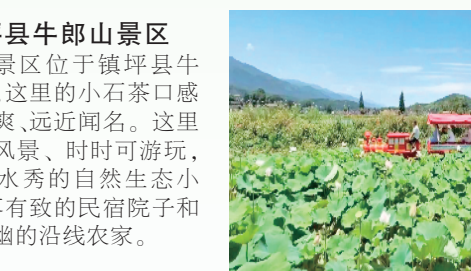 县牛郎山景区
景区位于镇坪县牛
这里的小石茶口感
爽、远近闻名。这里
风景、时时可游玩，
水秀的自然生态小
有致的民宿院子和
幽的沿线农家。